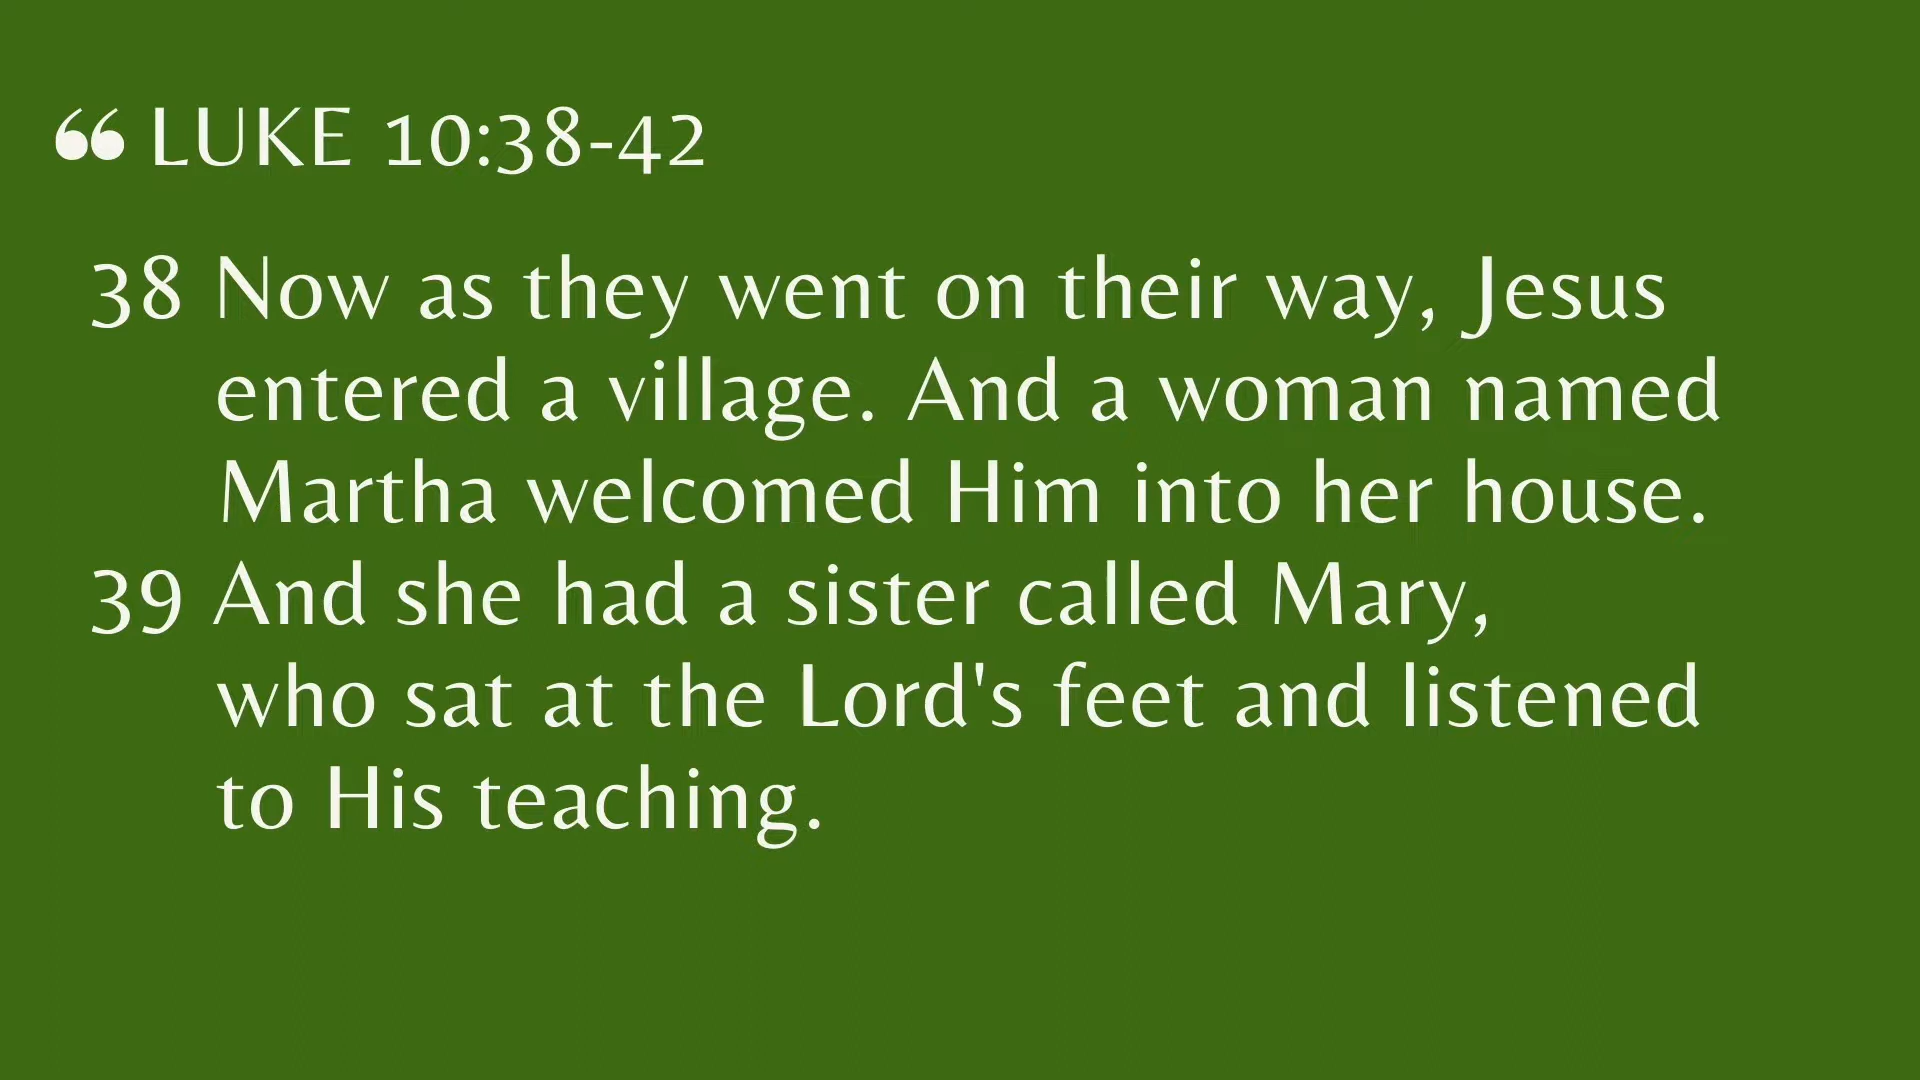 ❝ LUKE 10:38-42
38 Now as they went on their way, Jesus
entered a village. And a woman named
Martha welcomed Him into her house.
39 And she had a sister called Mary,
who sat at the Lord's feet and listened
to His teaching.